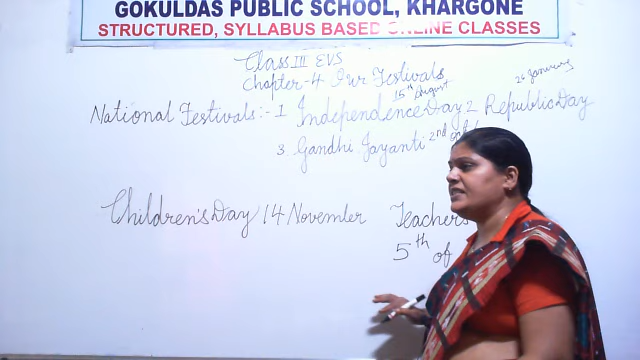 GOKULDAS PUBLIC SCHOOL, KHARGONE
STRUCTURED, SYLLABUS BASED ONLINE CLASSES
Class III EVS
Chapter-4 Our Festivals
15th August
26 January
National Festivals:- 1 Independence Day 2 Republic Day
3. Gandhi Jayanti 2nd oct
Children's Day 14 November Teachers
5th of